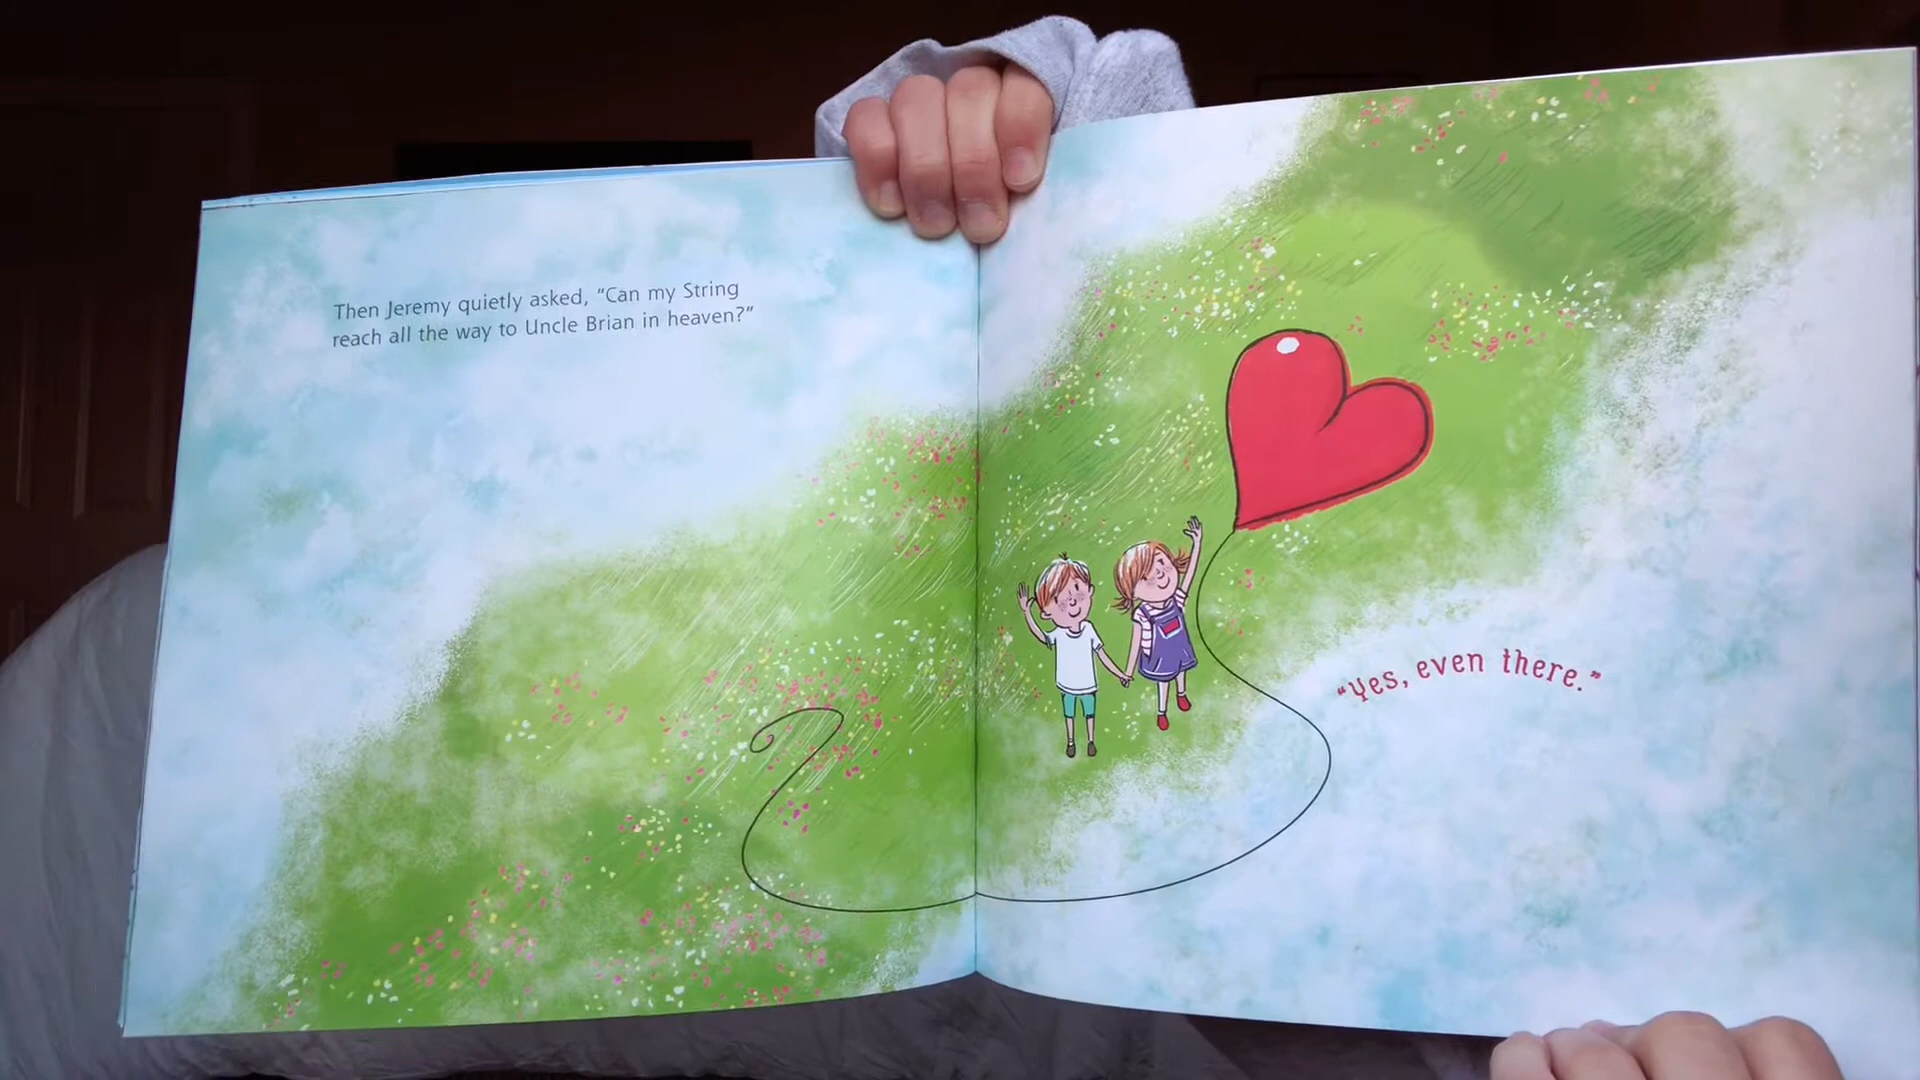 Then Jeremy quietly asked, “Can my String
reach all the way to Uncle Brian in heaven?”
“Yes, even there.”